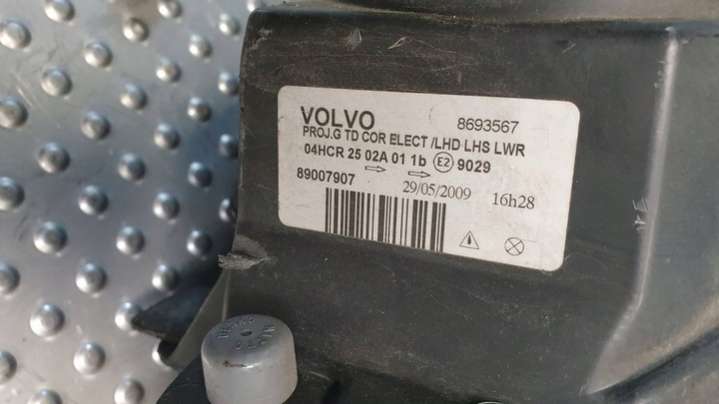 VOLVO 8693567
PROJ.G TD COR ELECT /LHD LHS LWR
04HCR 25 02A 01 1b E2 9029
89007907
29/05/2009 16h28